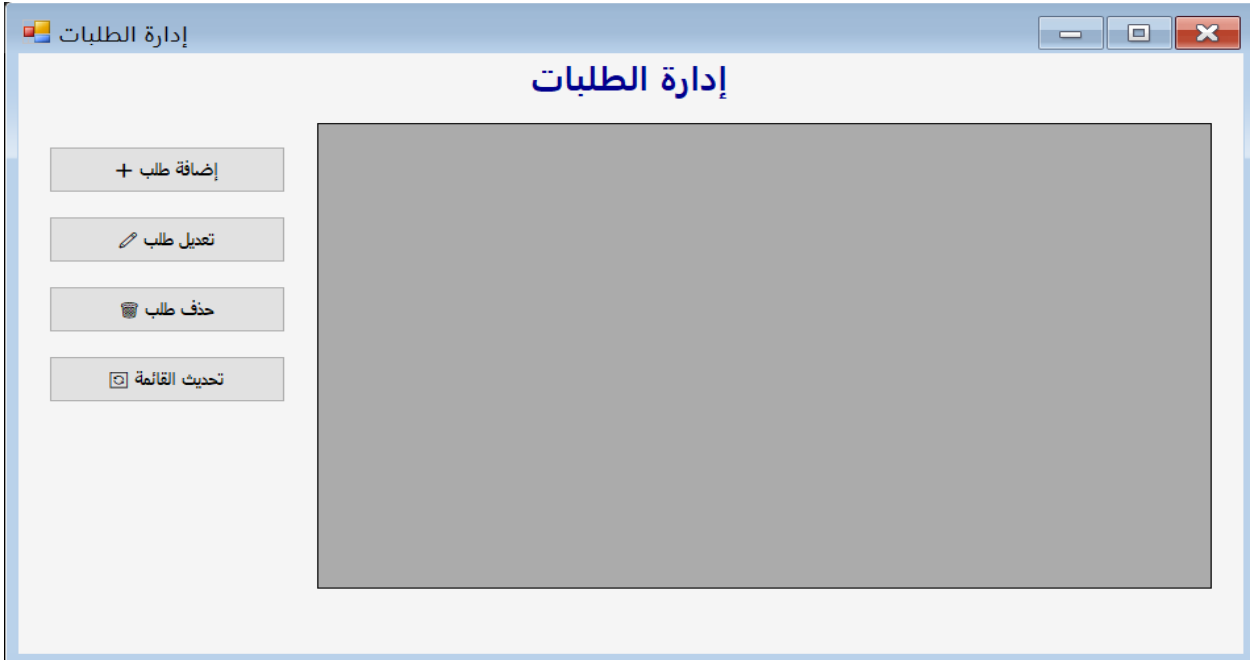 إدارة الطلبات
إدارة الطلبات
إضافة طلب +
تعديل طلب
حذف طلب
تحديث القائمة